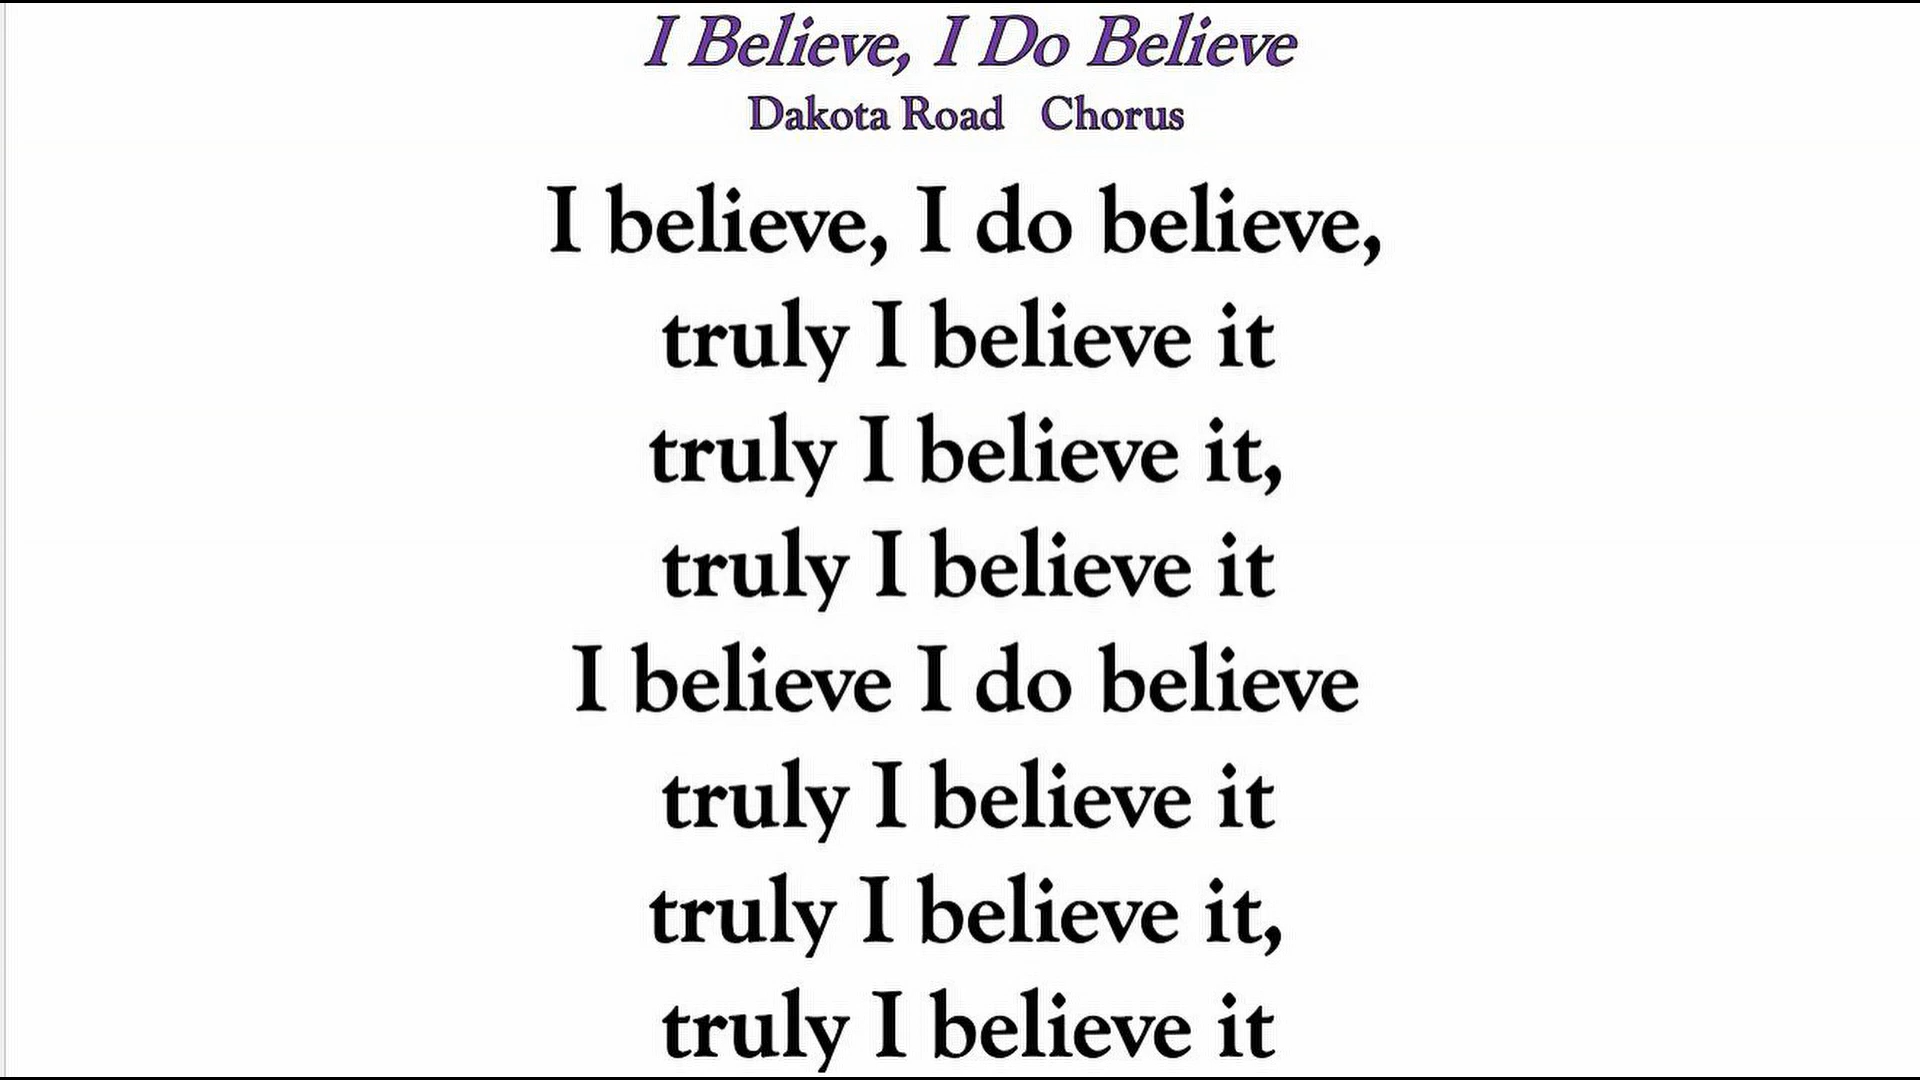 I Believe, I Do Believe
Dakota Road   Chorus
I believe, I do believe,
truly I believe it
truly I believe it,
truly I believe it
I believe I do believe
truly I believe it
truly I believe it,
truly I believe it